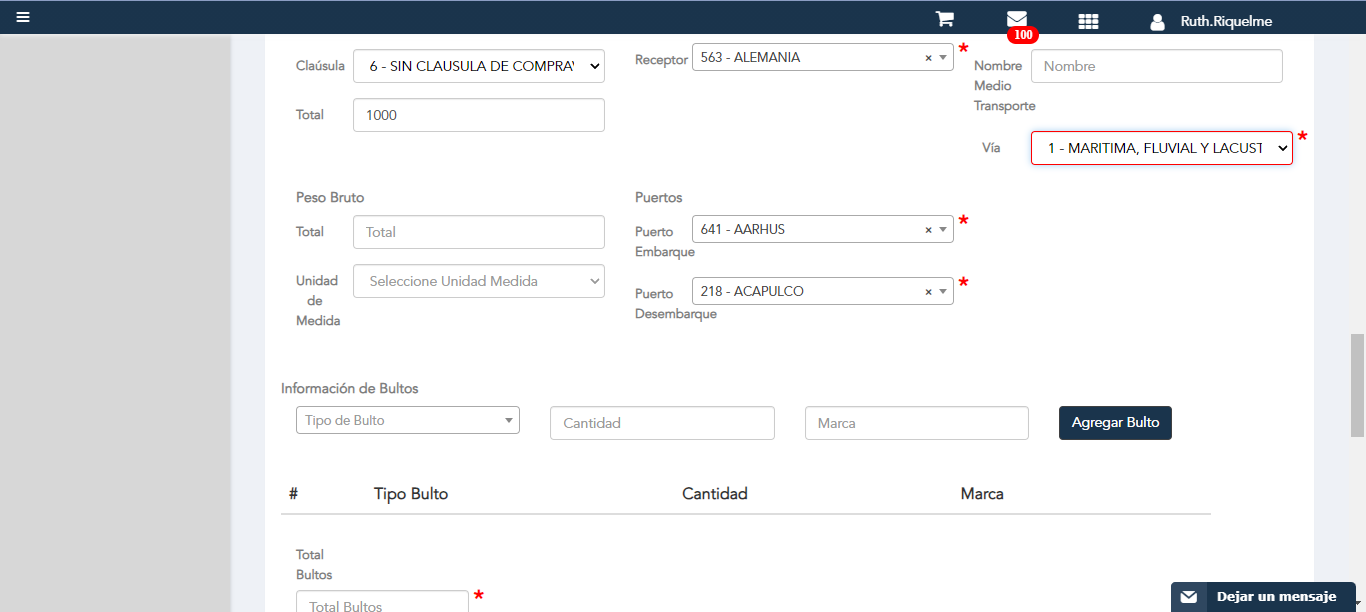 100
Ruth.Riquelme
Claúsula
6 - SIN CLAUSULA DE COMPRA
Total
1000
Receptor
563 - ALEMANIA
×
*
Nombre
Medio
Transporte
Nombre
Vía
1 - MARITIMA, FLUVIAL Y LACUST
*
Peso Bruto
Total
Total
Unidad
de
Medida
Seleccione Unidad Medida
Puertos
Puerto
Embarque
641 - AARHUS
×
*
Puerto
Desembarque
218 - ACAPULCO
×
*
Información de Bultos
Tipo de Bulto
Cantidad
Marca
Agregar Bulto
# Tipo Bulto Cantidad Marca
Total
Bultos
Total Bultos
*
Dejar un mensaje